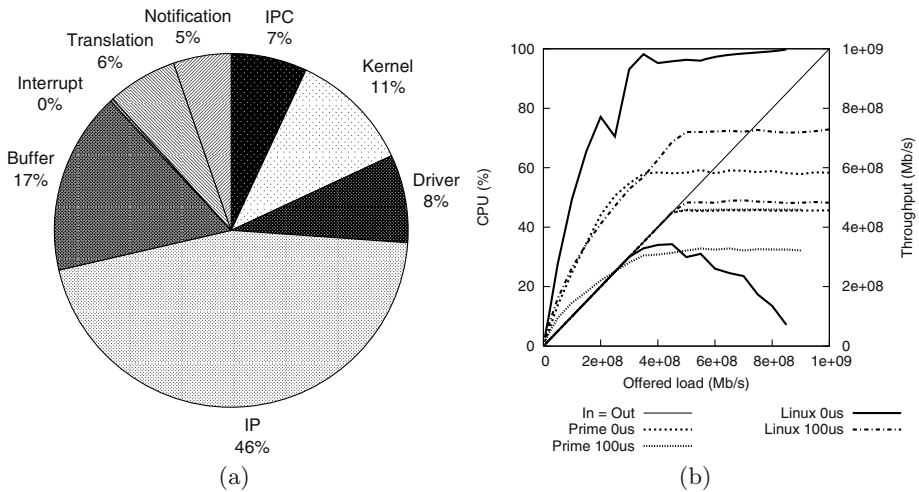 Notification
5%
IPC
7%
Translation
6%
Kernel
11%
Interrupt
0%
Buffer
17%
Driver
8%
IP
46%
(a)
CPU (%)
100
80
60
40
20
0
1e+09
8e+08
6e+08
4e+08
2e+08
0
Throughput (Mb/s)
0 2e+08 4e+08 6e+08 8e+08 1e+09
Offered load (Mb/s)
In = Out
Prime 0us
Prime 100us
Linux 0us
Linux 100us
(b)